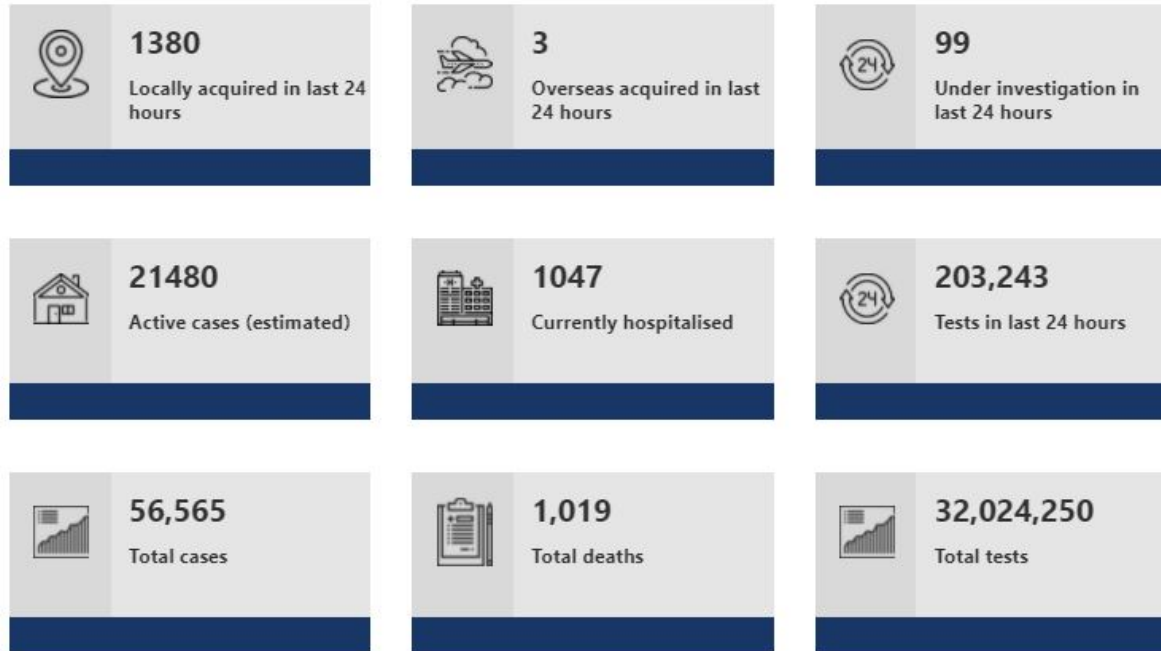 1380
Locally acquired in last 24
hours
3
Overseas acquired in last
24 hours
24
99
Under investigation in
last 24 hours
21480
Active cases (estimated)
H
1047
Currently hospitalised
24
203,243
Tests in last 24 hours
56,565
Total cases
1,019
Total deaths
32,024,250
Total tests